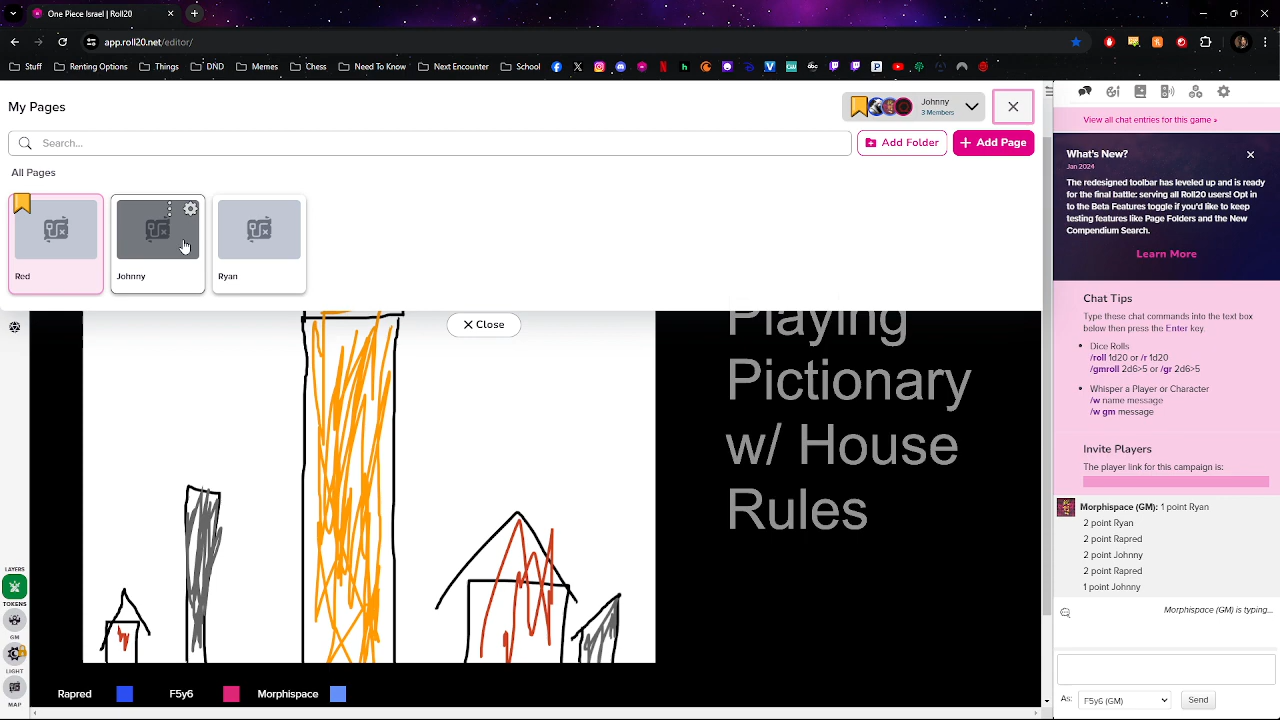 One Piece Israel | Roll20
app.roll20.net/editor/
Stuff
Renting Options
Things
DND
Memes
Chess
Need To Know
Next Encounter
School
My Pages
Johnny
3 Members
Search...
Add Folder
+ Add Page
All Pages
Red
Johnny
Ryan
Close
Playing
Pictionary
w/ House
Rules
LAYERS
TOKENS
GM
LIGHT
MAP
Rapred
F5y6
Morphispace
View all chat entries for this game »
What's New?
Jan 2024
The redesigned toolbar has leveled up and is ready
for the final battle: serving all Roll20 users! Opt in
to the Beta Features toggle if you'd like to keep
testing features like Page Folders and the New
Compendium Search.
Learn More
Chat Tips
Type these chat commands into the text box
below then press the Enter key.
• Dice Rolls
/roll 1d20 or /r 1d20
/gmroll 2d6>5 or /gr 2d6>5
• Whisper a Player or Character
/w name message
/w gm message
Invite Players
The player link for this campaign is:
Morphispace (GM): 1 point Ryan
2 point Ryan
2 point Rapred
2 point Johnny
2 point Rapred
1 point Johnny
Morphispace (GM) is typing...
As:
F5y6 (GM)
Send